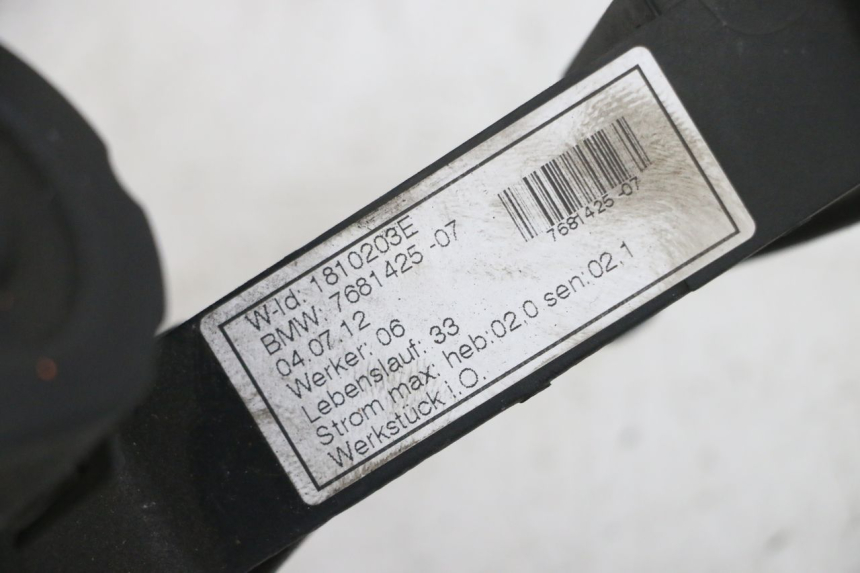 W-Id: 1810203E
BMW: 7681425 -07
04.07.12
Werker: 06
Lebenslauf: 33
Strom max: heb:02.0 sen:02.1
Werkstück i.O.
7681425 -07